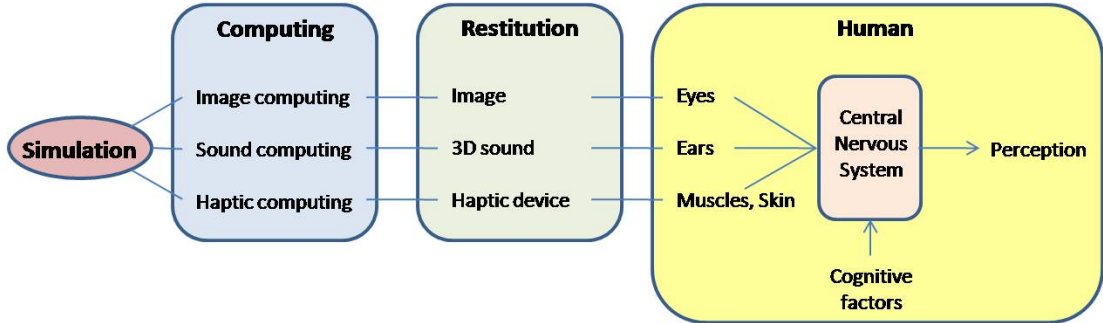 Computing
Restitution
Human
Image computing
Image
Eyes
Simulation
Sound computing
3D sound
Ears
Central
Nervous
System
Perception
Haptic computing
Haptic device
Muscles, Skin
Cognitive
factors